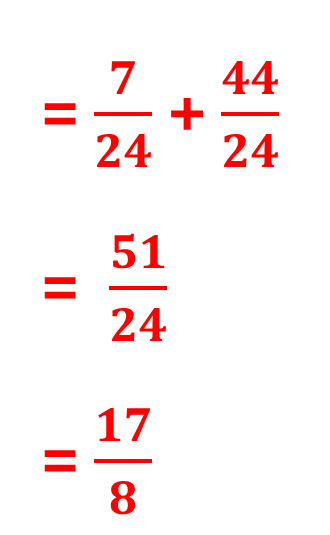 = 7/24 + 44/24
= 51/24
= 17/8